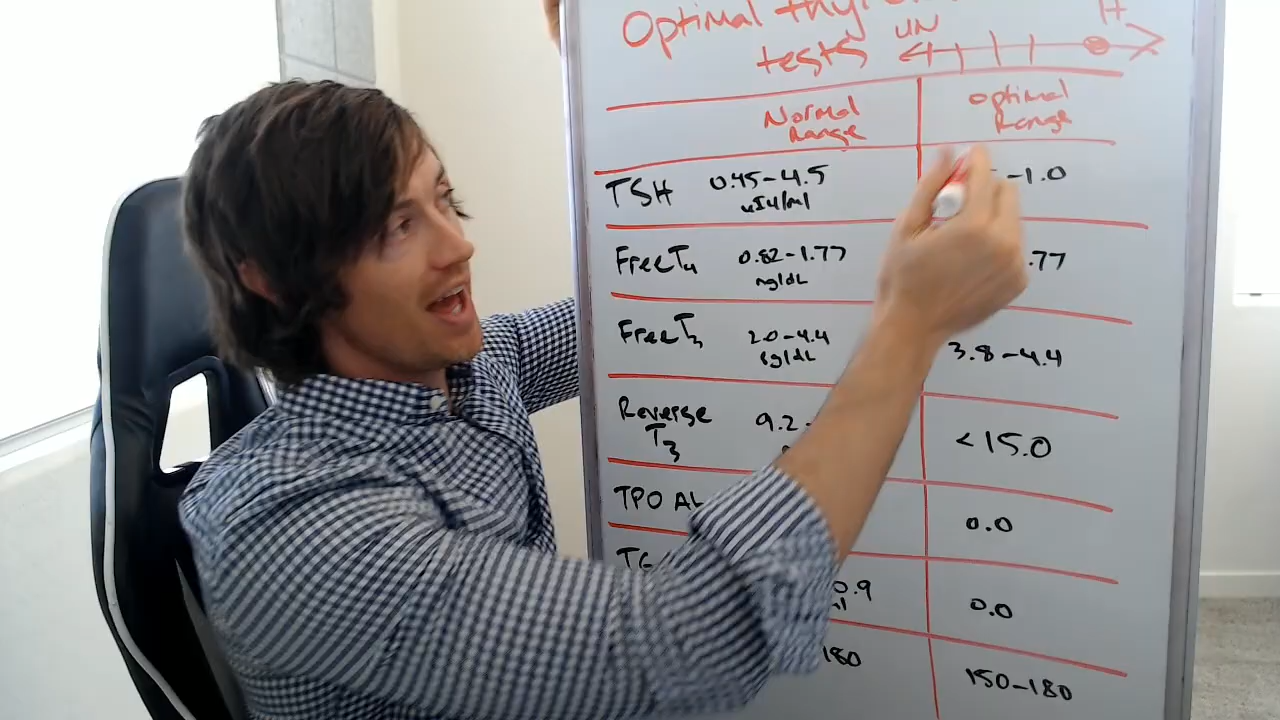 Optimal
tests UN H
Normal Range
Optimal Range
TSH 0.45-4.5 -1.0
uIU/ml
Free T4 0.82-1.77 .77
ng/dL
Free T3 2.0-4.4 3.8-4.4
pg/dL
Reverse T3 9.2- <15.0
TPO 0.0
0.9 0.0
180 150-180